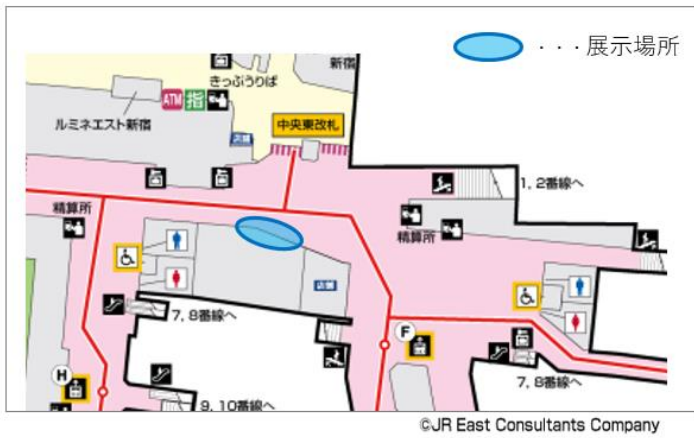 ・・・展示場所
新宿
きっぷうりば
ATM 指
ルミネエスト新宿
店舗
中央東改札
1, 2番線へ
精算所
精算所
店舗
7, 8番線へ
F
H
7, 8番線へ
9, 10番線へ
©JR East Consultants Company